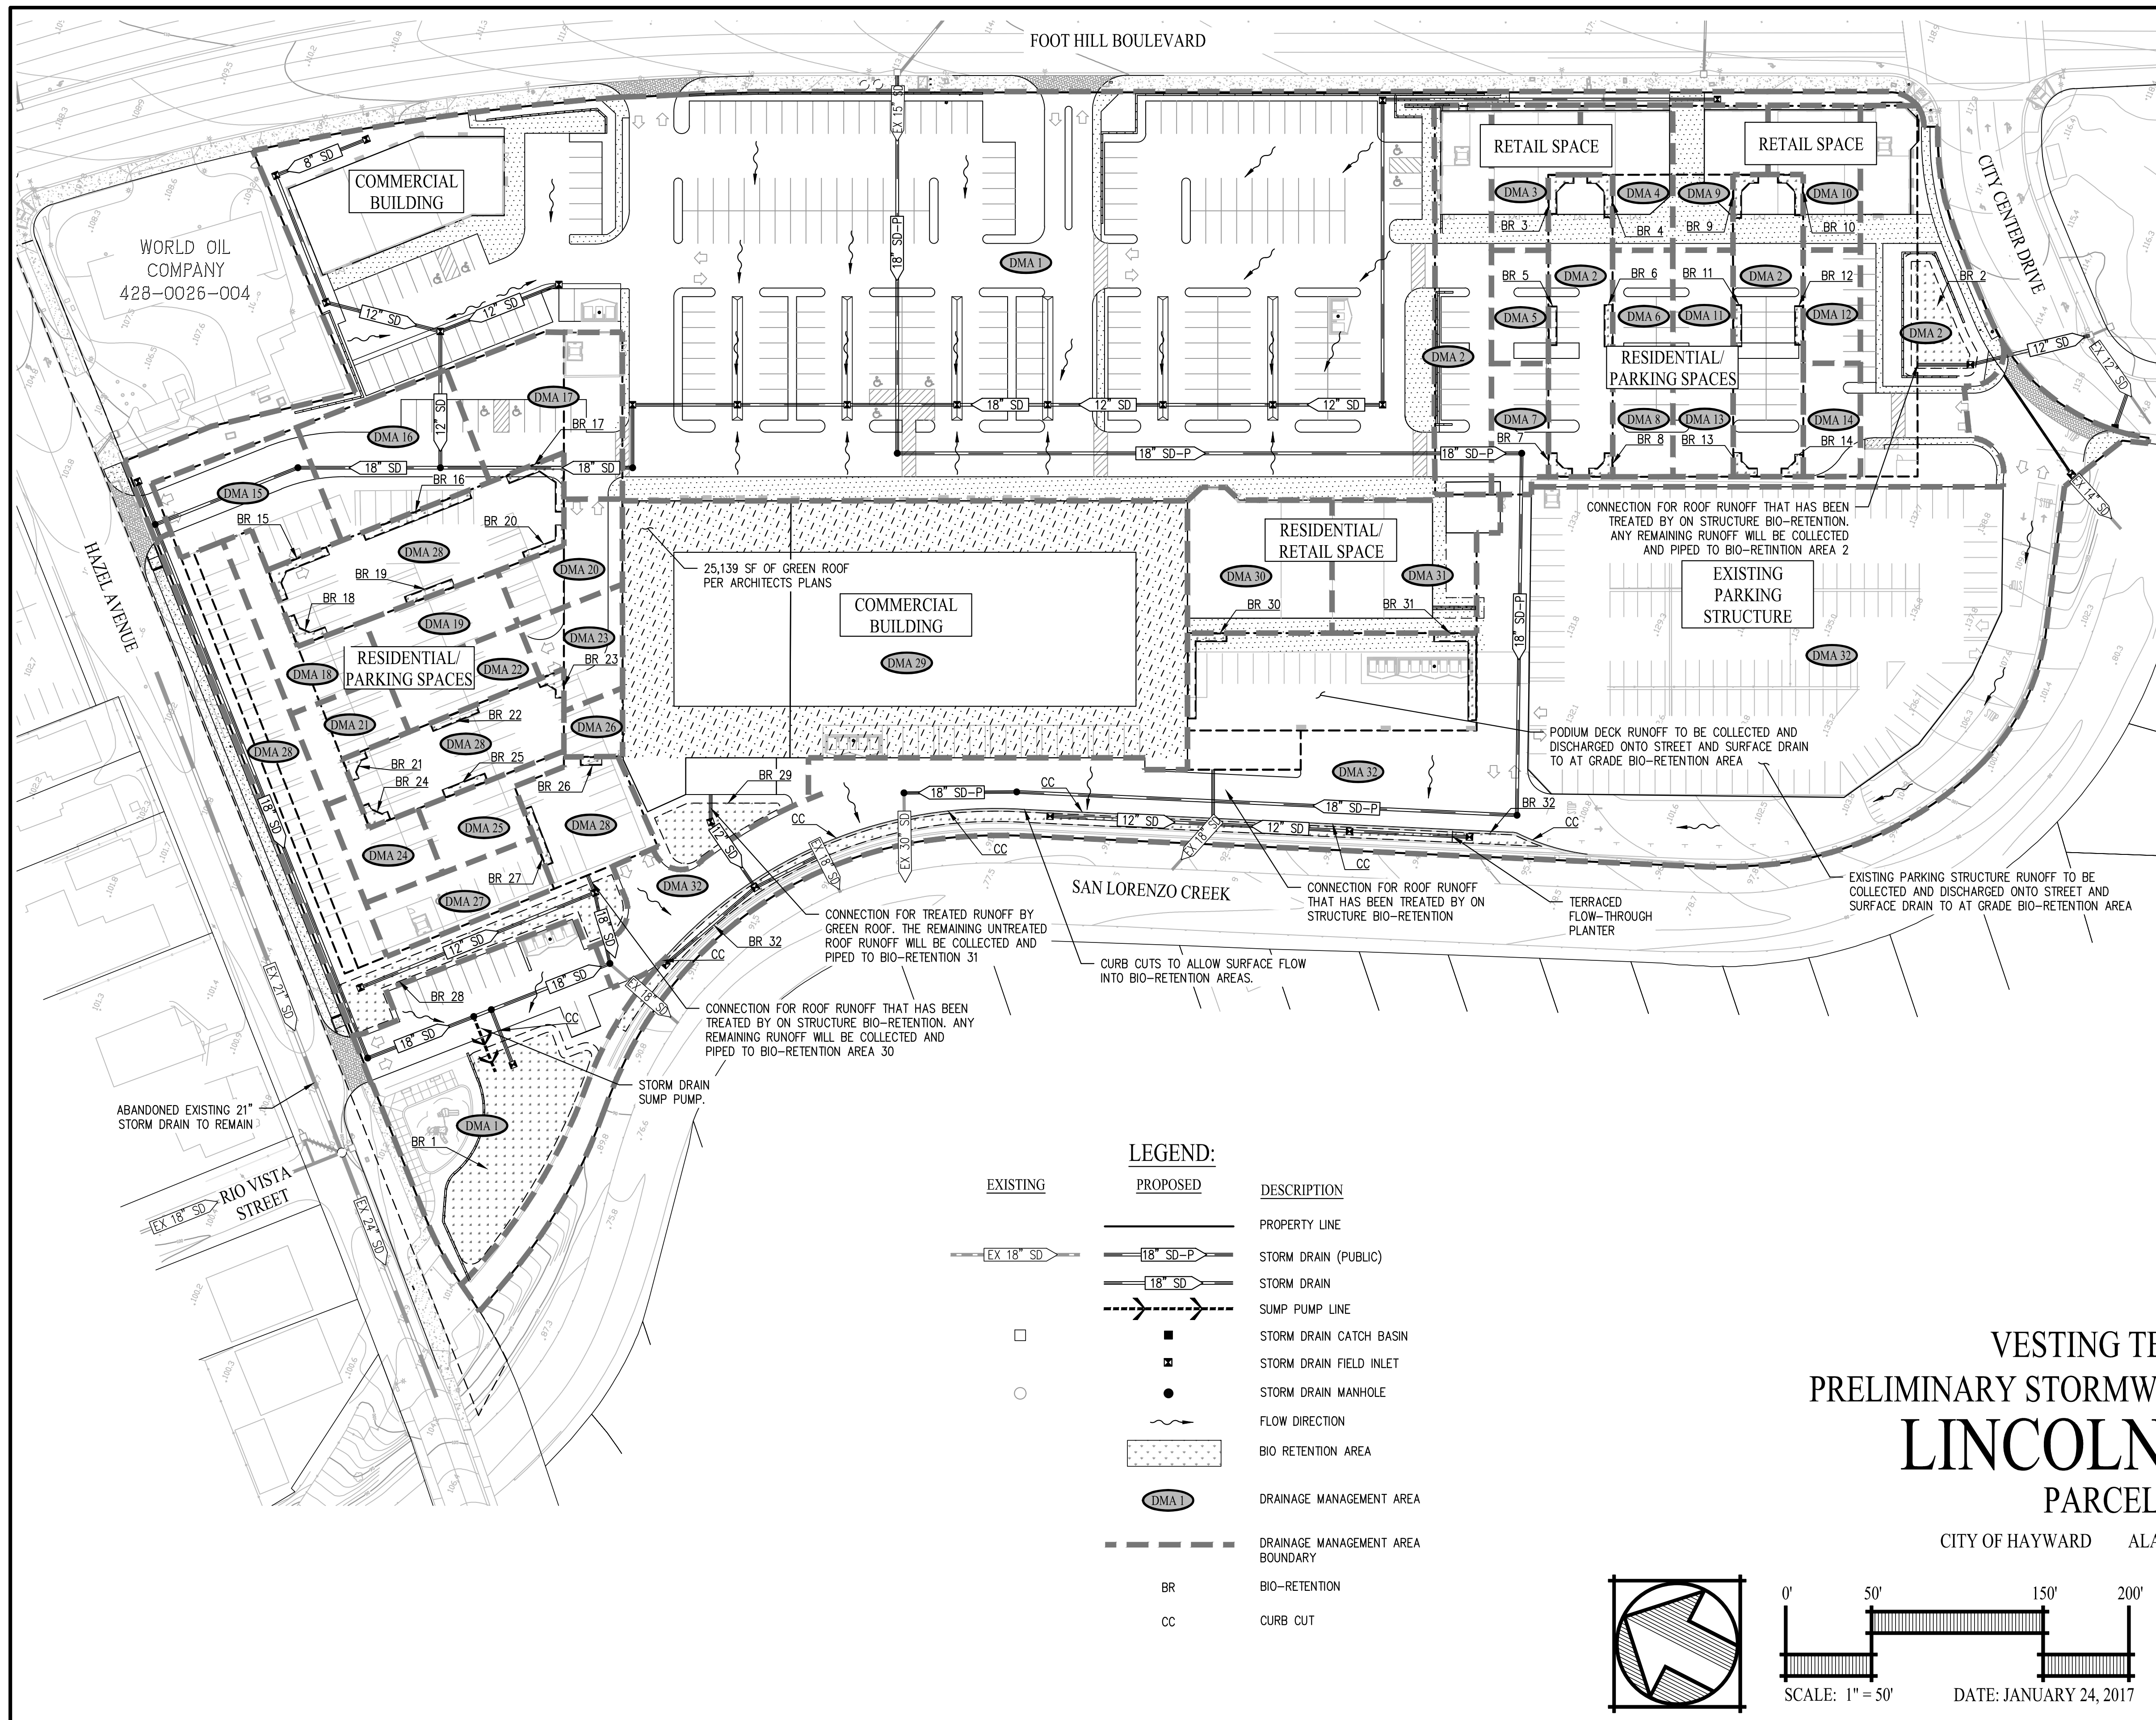 FOOT HILL BOULEVARD
EX 15" SD
8" SD
COMMERCIAL
BUILDING
RETAIL SPACE
RETAIL SPACE
CITY CENTER DRIVE
WORLD OIL
COMPANY
428-0026-004
18" SD-P
DMA 1
DMA 3
DMA 4
DMA 9
DMA 10
BR 3
BR 4
BR 9
BR 10
BR 5
DMA 2
BR 6
BR 11
DMA 2
BR 12
BR 2
12" SD
12" SD
DMA 5
DMA 6
DMA 11
DMA 12
DMA 2
12" SD
EX 12" SD
DMA 2
RESIDENTIAL/
PARKING SPACES
DMA 17
18" SD
12" SD
12" SD
DMA 7
DMA 8
DMA 13
DMA 14
12" SD
DMA 16
BR 17
BR 7
BR 8
BR 13
BR 14
18" SD
18" SD
18" SD-P
18" SD-P
EX 14" SD
DMA 15
BR 16
BR 15
BR 20
DMA 28
HAZEL AVENUE
CONNECTION FOR ROOF RUNOFF THAT HAS BEEN
TREATED BY ON STRUCTURE BIO-RETENTION.
ANY REMAINING RUNOFF WILL BE COLLECTED
AND PIPED TO BIO-RETINTION AREA 2
RESIDENTIAL/
RETAIL SPACE
25,139 SF OF GREEN ROOF
PER ARCHITECTS PLANS
DMA 20
BR 19
DMA 30
DMA 31
EXISTING
PARKING
STRUCTURE
BR 18
DMA 19
COMMERCIAL
BUILDING
BR 30
BR 31
18" SD-P
DMA 23
RESIDENTIAL/
PARKING SPACES
DMA 22
BR 23
DMA 29
DMA 32
DMA 18
DMA 21
BR 22
DMA 26
DMA 28
DMA 28
PODIUM DECK RUNOFF TO BE COLLECTED AND
DISCHARGED ONTO STREET AND SURFACE DRAIN
TO AT GRADE BIO-RETENTION AREA
BR 21
BR 25
BR 24
BR 26
BR 29
DMA 32
CC
18" SD-P
18" SD-P
BR 32
18" SD
DMA 25
DMA 28
12" SD
CC
EX 18" SD
EX 30" SD
12" SD
12" SD
EX 18" SD
CC
DMA 24
BR 27
CC
CC
DMA 32
SAN LORENZO CREEK
DMA 27
CONNECTION FOR ROOF RUNOFF
THAT HAS BEEN TREATED BY ON
STRUCTURE BIO-RETENTION
TERRACED
FLOW-THROUGH
PLANTER
EXISTING PARKING STRUCTURE RUNOFF TO BE
COLLECTED AND DISCHARGED ONTO STREET AND
SURFACE DRAIN TO AT GRADE BIO-RETENTION AREA
CONNECTION FOR TREATED RUNOFF BY
GREEN ROOF. THE REMAINING UNTREATED
ROOF RUNOFF WILL BE COLLECTED AND
PIPED TO BIO-RETENTION 31
12" SD
18" SD
BR 32
CC
CURB CUTS TO ALLOW SURFACE FLOW
INTO BIO-RETENTION AREAS.
EX 21" SD
BR 28
18" SD
EX 18" SD
CC
18" SD
CONNECTION FOR ROOF RUNOFF THAT HAS BEEN
TREATED BY ON STRUCTURE BIO-RETENTION. ANY
REMAINING RUNOFF WILL BE COLLECTED AND
PIPED TO BIO-RETENTION AREA 30
STORM DRAIN
SUMP PUMP.
ABANDONED EXISTING 21"
STORM DRAIN TO REMAIN
DMA 1
BR 1
RIO VISTA
STREET
EX 18" SD
EX 24" SD
LEGEND:
EXISTING PROPOSED DESCRIPTION
PROPERTY LINE
EX 18" SD 18" SD-P STORM DRAIN (PUBLIC)
18" SD STORM DRAIN
SUMP PUMP LINE
STORM DRAIN CATCH BASIN
STORM DRAIN FIELD INLET
STORM DRAIN MANHOLE
FLOW DIRECTION
BIO RETENTION AREA
DMA 1 DRAINAGE MANAGEMENT AREA
DRAINAGE MANAGEMENT AREA
BOUNDARY
BR BIO-RETENTION
CC CURB CUT
VESTING TE
PRELIMINARY STORMW
LINCOLN
PARCEL
CITY OF HAYWARD ALA
0' 50' 150' 200'
SCALE: 1" = 50' DATE: JANUARY 24, 2017